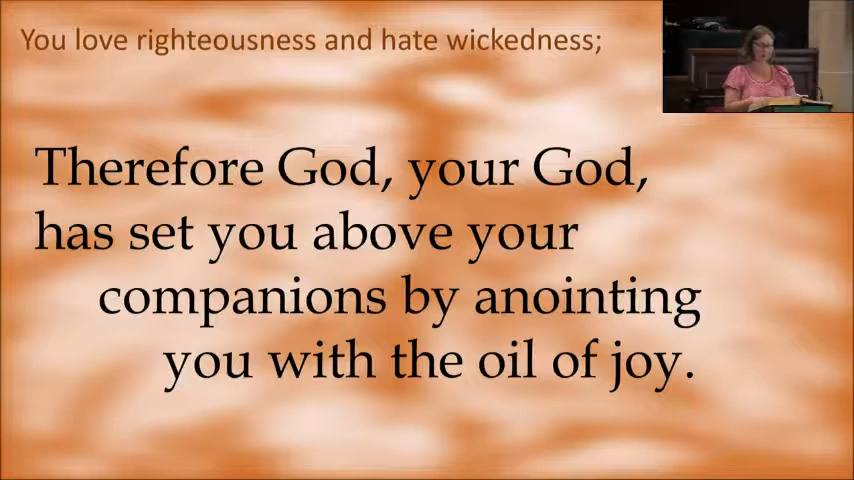 You love righteousness and hate wickedness;
Therefore God, your God,
has set you above your
companions by anointing
you with the oil of joy.